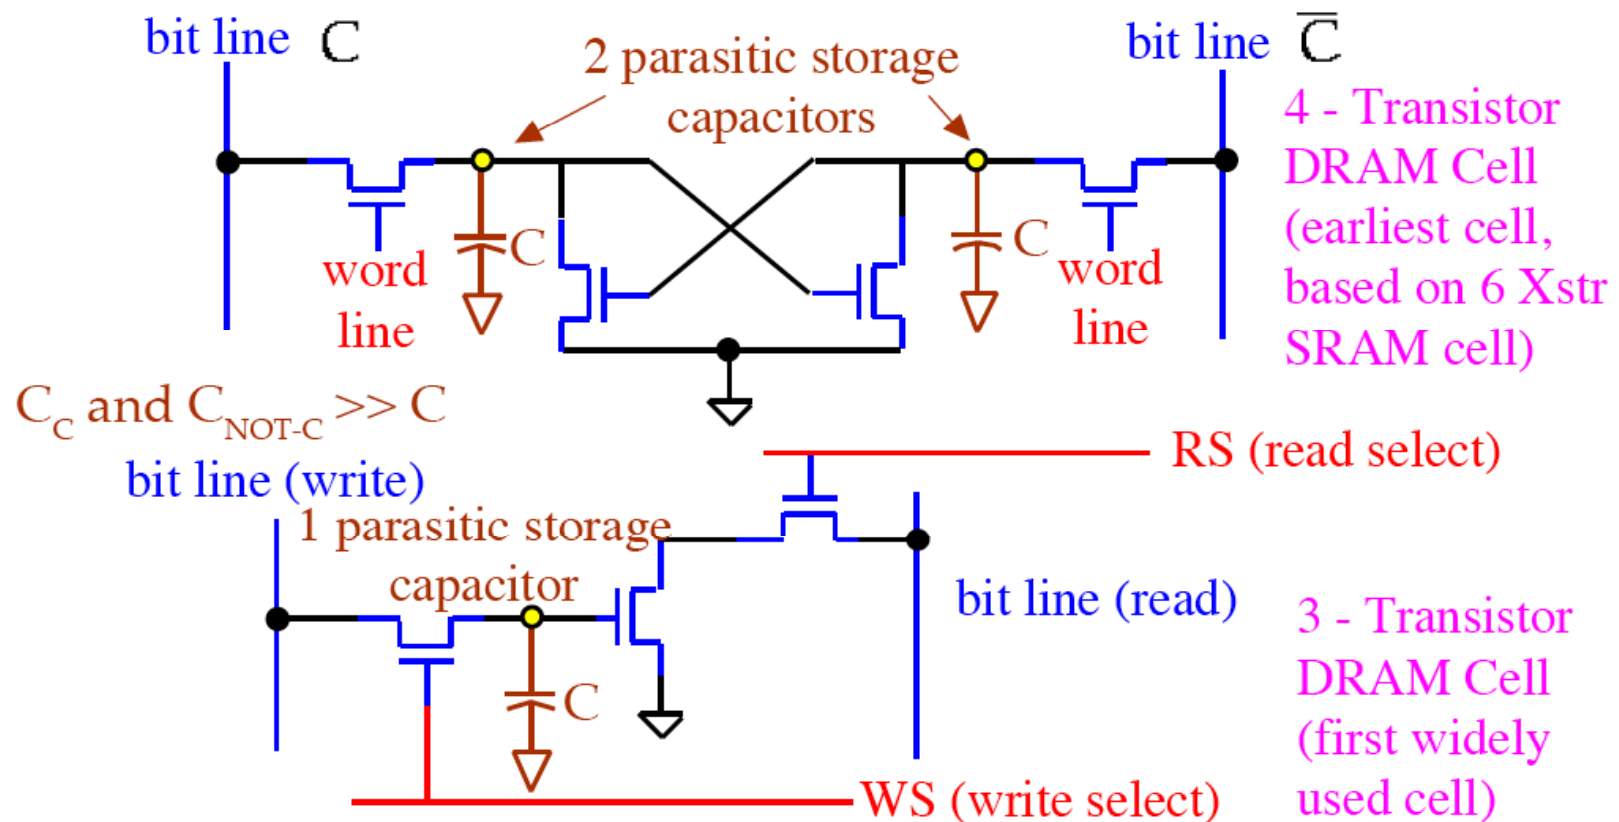 bit line C
2 parasitic storage
capacitors
bit line C̅
4 - Transistor
DRAM Cell
(earliest cell,
based on 6 Xstr
SRAM cell)
C
word
line
C
word
line
C_C and C_NOT-C >> C
RS (read select)
bit line (write)
1 parasitic storage
capacitor
bit line (read)
3 - Transistor
DRAM Cell
(first widely
used cell)
C
WS (write select)